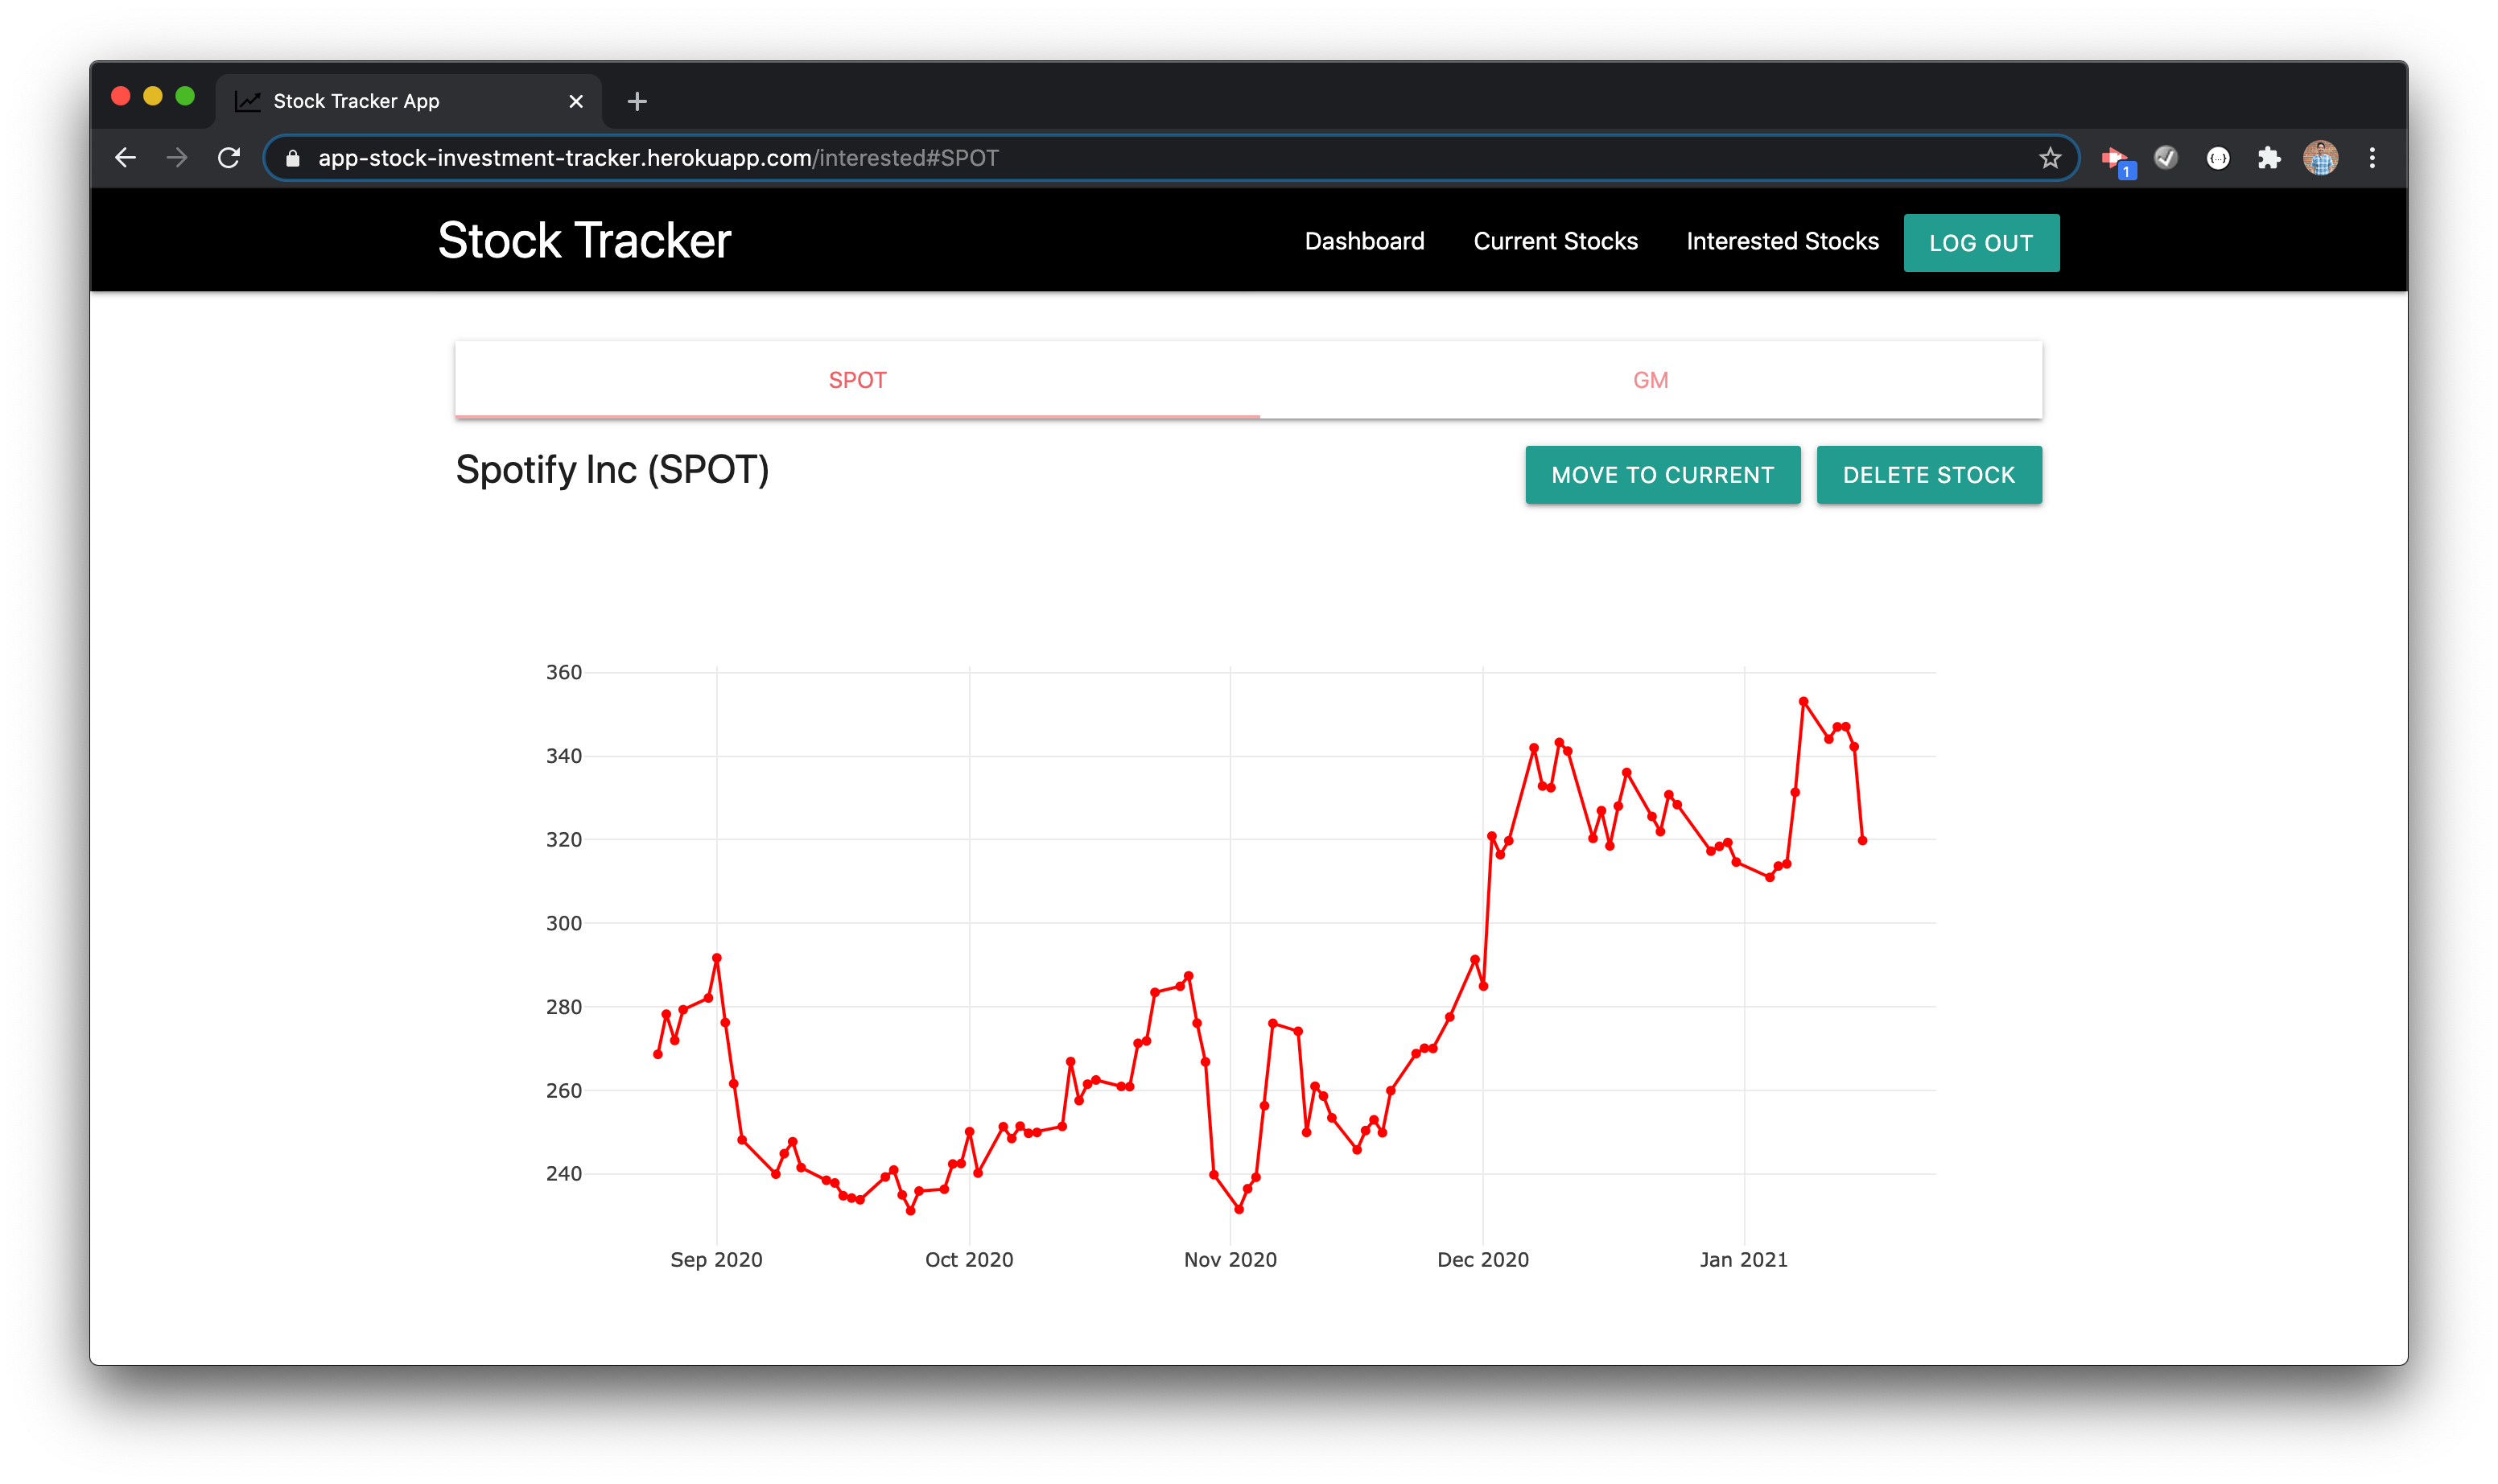 Stock Tracker App
app-stock-investment-tracker.herokuapp.com/interested#SPOT
1
Stock Tracker
Dashboard Current Stocks Interested Stocks LOG OUT
SPOT GM
Spotify Inc (SPOT)
MOVE TO CURRENT DELETE STOCK
360
340
320
300
280
260
240
Sep 2020 Oct 2020 Nov 2020 Dec 2020 Jan 2021